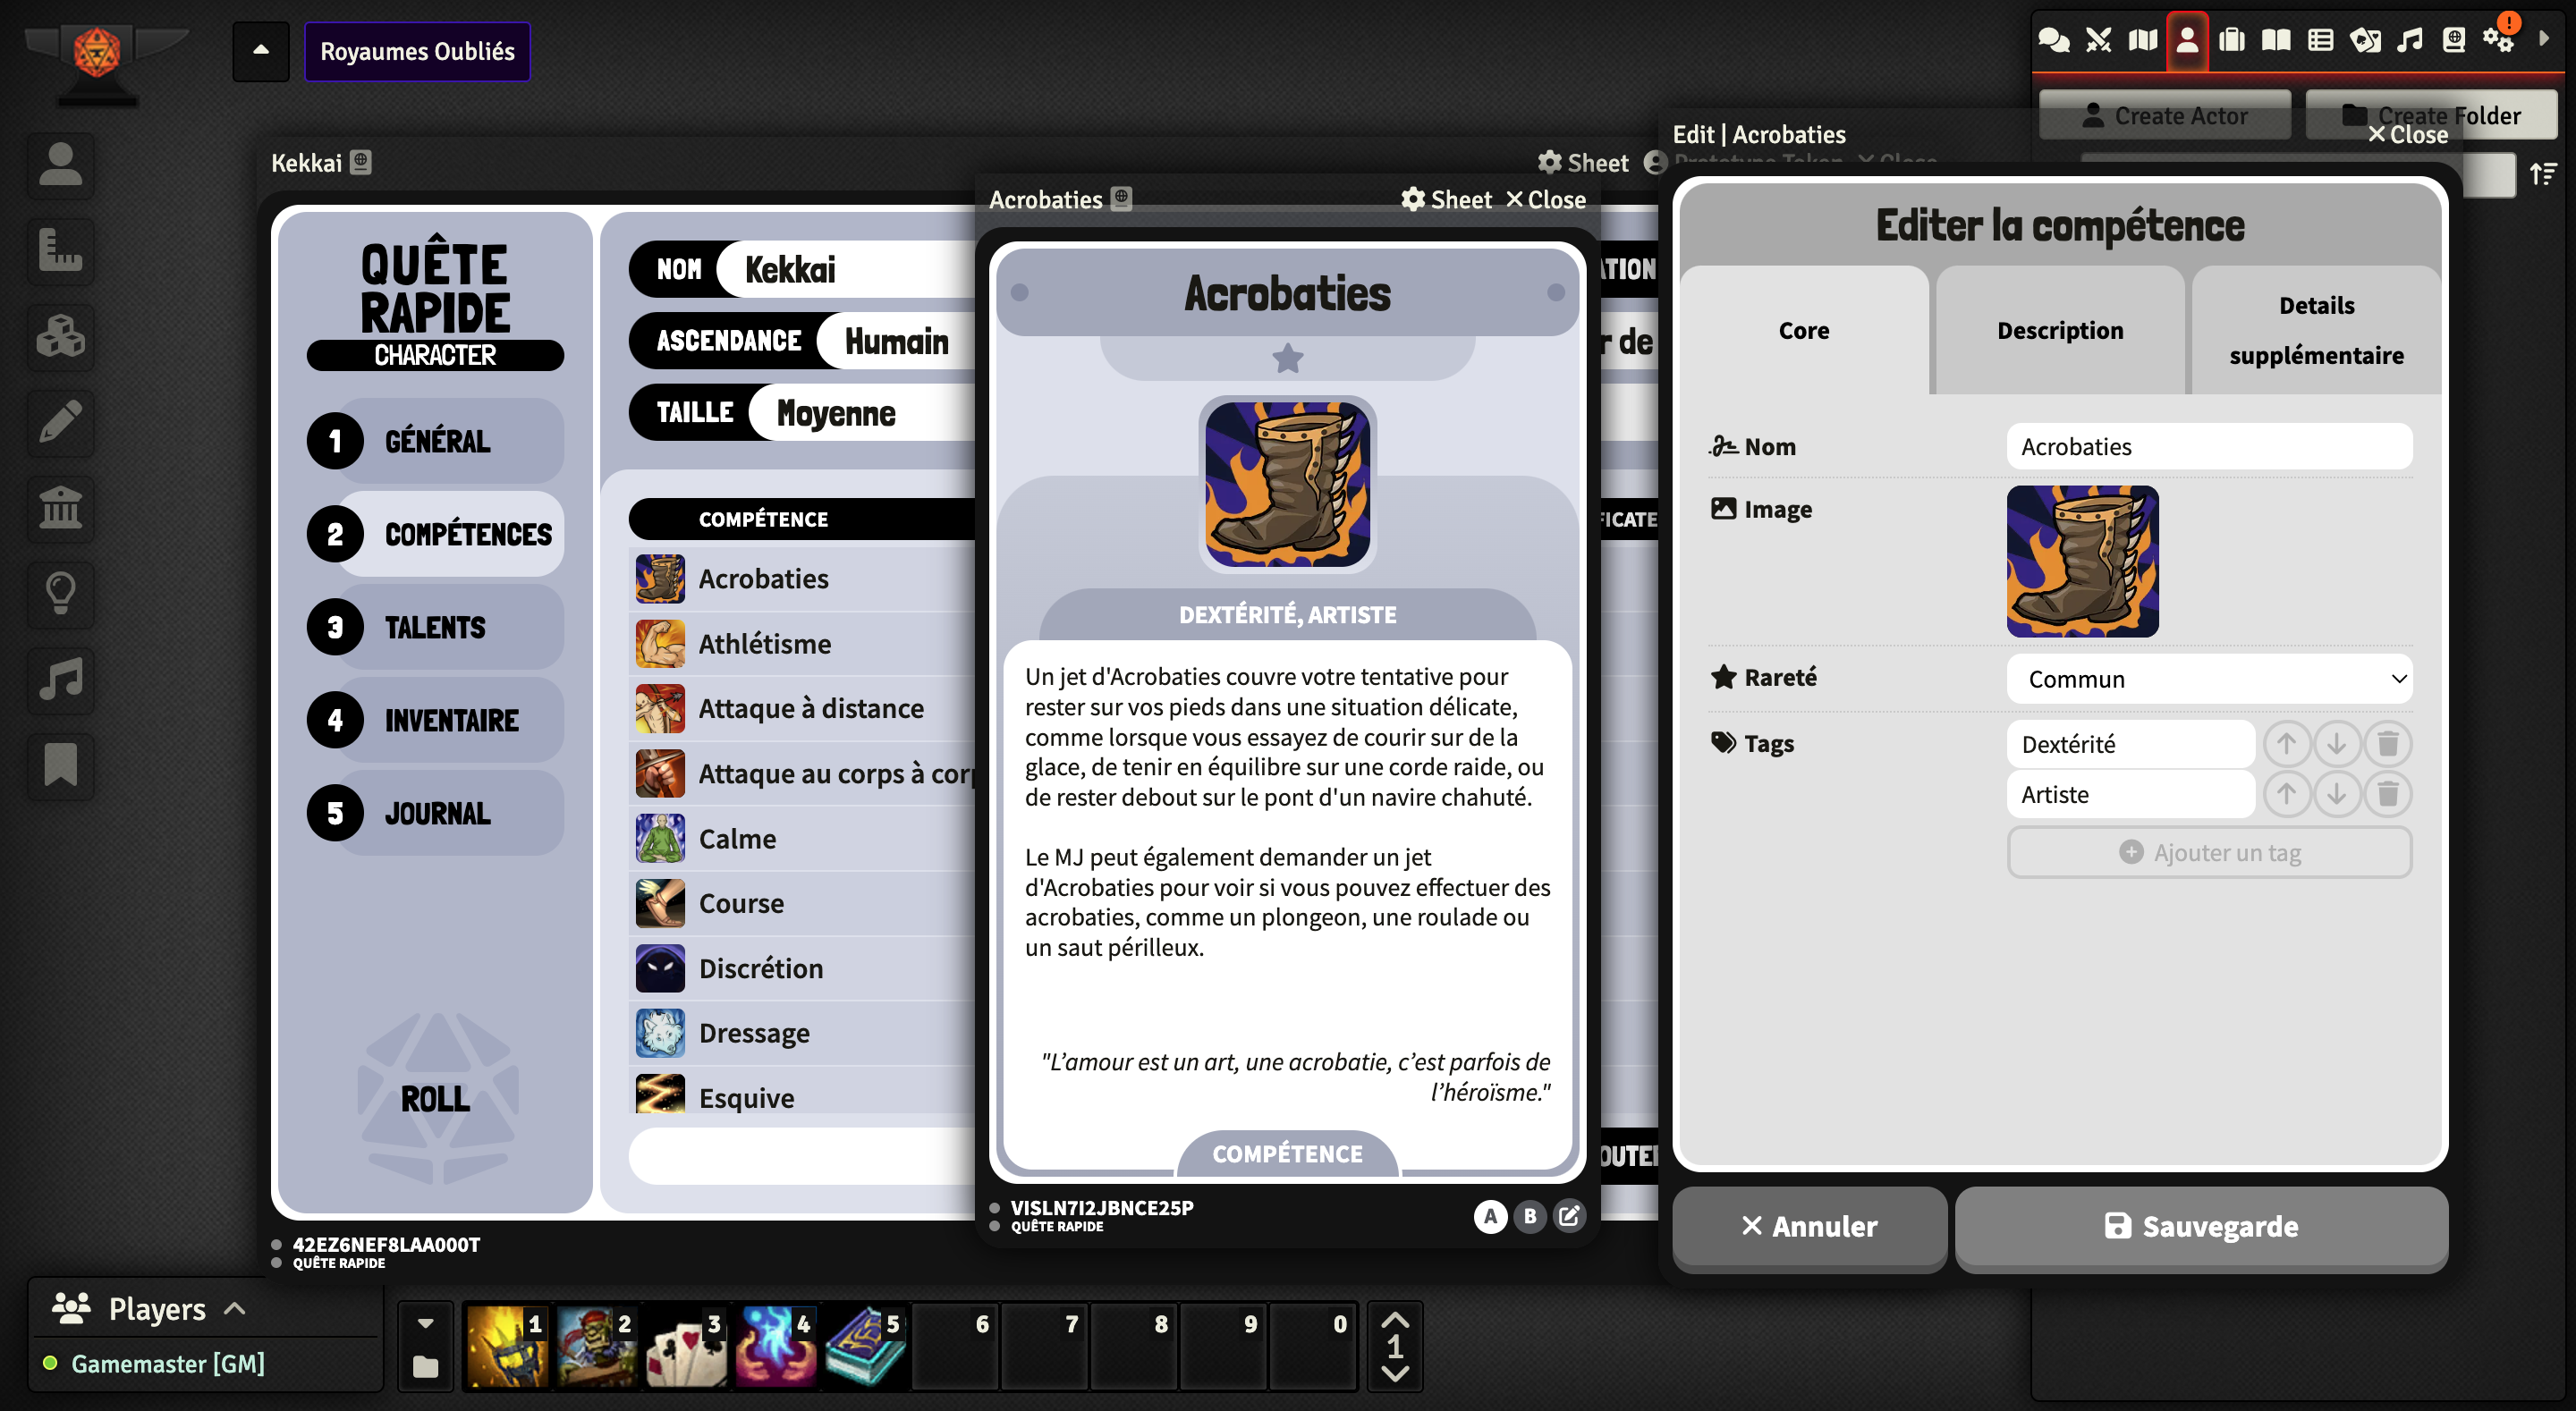 Royaumes Oubliés
Create Actor
Create Folder
Kekkai
Sheet
Prototype Token
Close
QUÊTE
RAPIDE
CHARACTER
1 GÉNÉRAL
2 COMPÉTENCES
3 TALENTS
4 INVENTAIRE
5 JOURNAL
ROLL
NOM Kekkai
ASCENDANCE Humain
TAILLE Moyenne
COMPÉTENCE
Acrobaties
Athlétisme
Attaque à distance
Attaque au corps à cor
Calme
Course
Discrétion
Dressage
Esquive
42EZ6NEF8LAA000T
QUÊTE RAPIDE
Acrobaties
Sheet
Close
Acrobaties
DEXTÉRITÉ, ARTISTE
Un jet d'Acrobaties couvre votre tentative pour
rester sur vos pieds dans une situation délicate,
comme lorsque vous essayez de courir sur de la
glace, de tenir en équilibre sur une corde raide, ou
de rester debout sur le pont d'un navire chahuté.
Le MJ peut également demander un jet
d'Acrobaties pour voir si vous pouvez effectuer des
acrobaties, comme un plongeon, une roulade ou
un saut périlleux.
"L’amour est un art, une acrobatie, c’est parfois de
l’héroïsme."
COMPÉTENCE
VISLN7I2JBNCE25P
QUÊTE RAPIDE
A B
r de
Edit | Acrobaties
Close
Editer la compétence
Core
Description
Details
supplémentaire
Nom
Acrobaties
Image
Rareté
Commun
Tags
Dextérité
Artiste
Ajouter un tag
Annuler
Sauvegarde
Players
Gamemaster [GM]
1 2 3 4 5 6 7 8 9 0
1